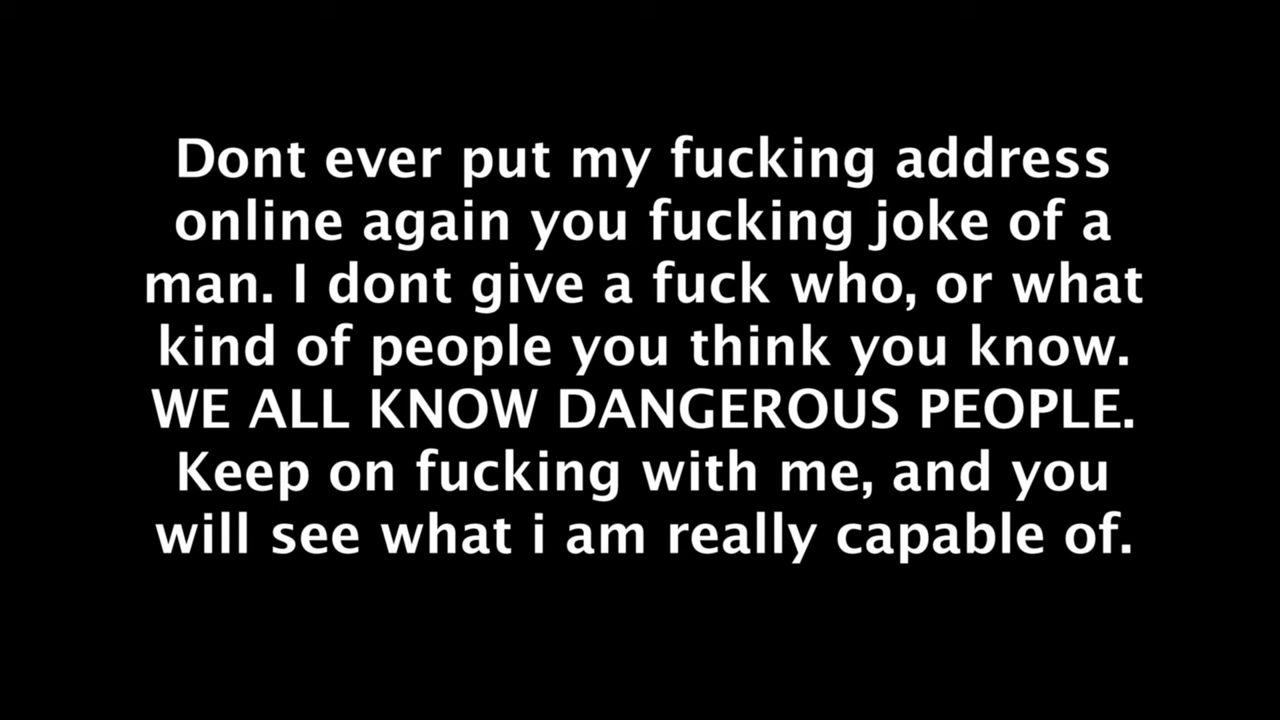 Dont ever put my fucking address
online again you fucking joke of a
man. I dont give a fuck who, or what
kind of people you think you know.
WE ALL KNOW DANGEROUS PEOPLE.
Keep on fucking with me, and you
will see what i am really capable of.